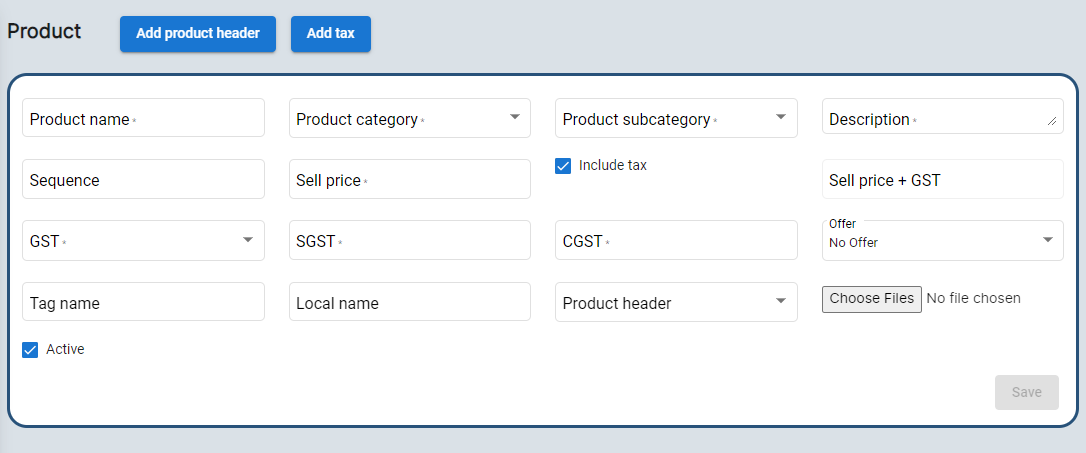 Product Add product header Add tax
Product name * Product category * Product subcategory * Description *
Sequence Sell price * Include tax Sell price + GST
GST * SGST * CGST * Offer
No Offer
Tag name Local name Product header Choose Files No file chosen
Active
Save